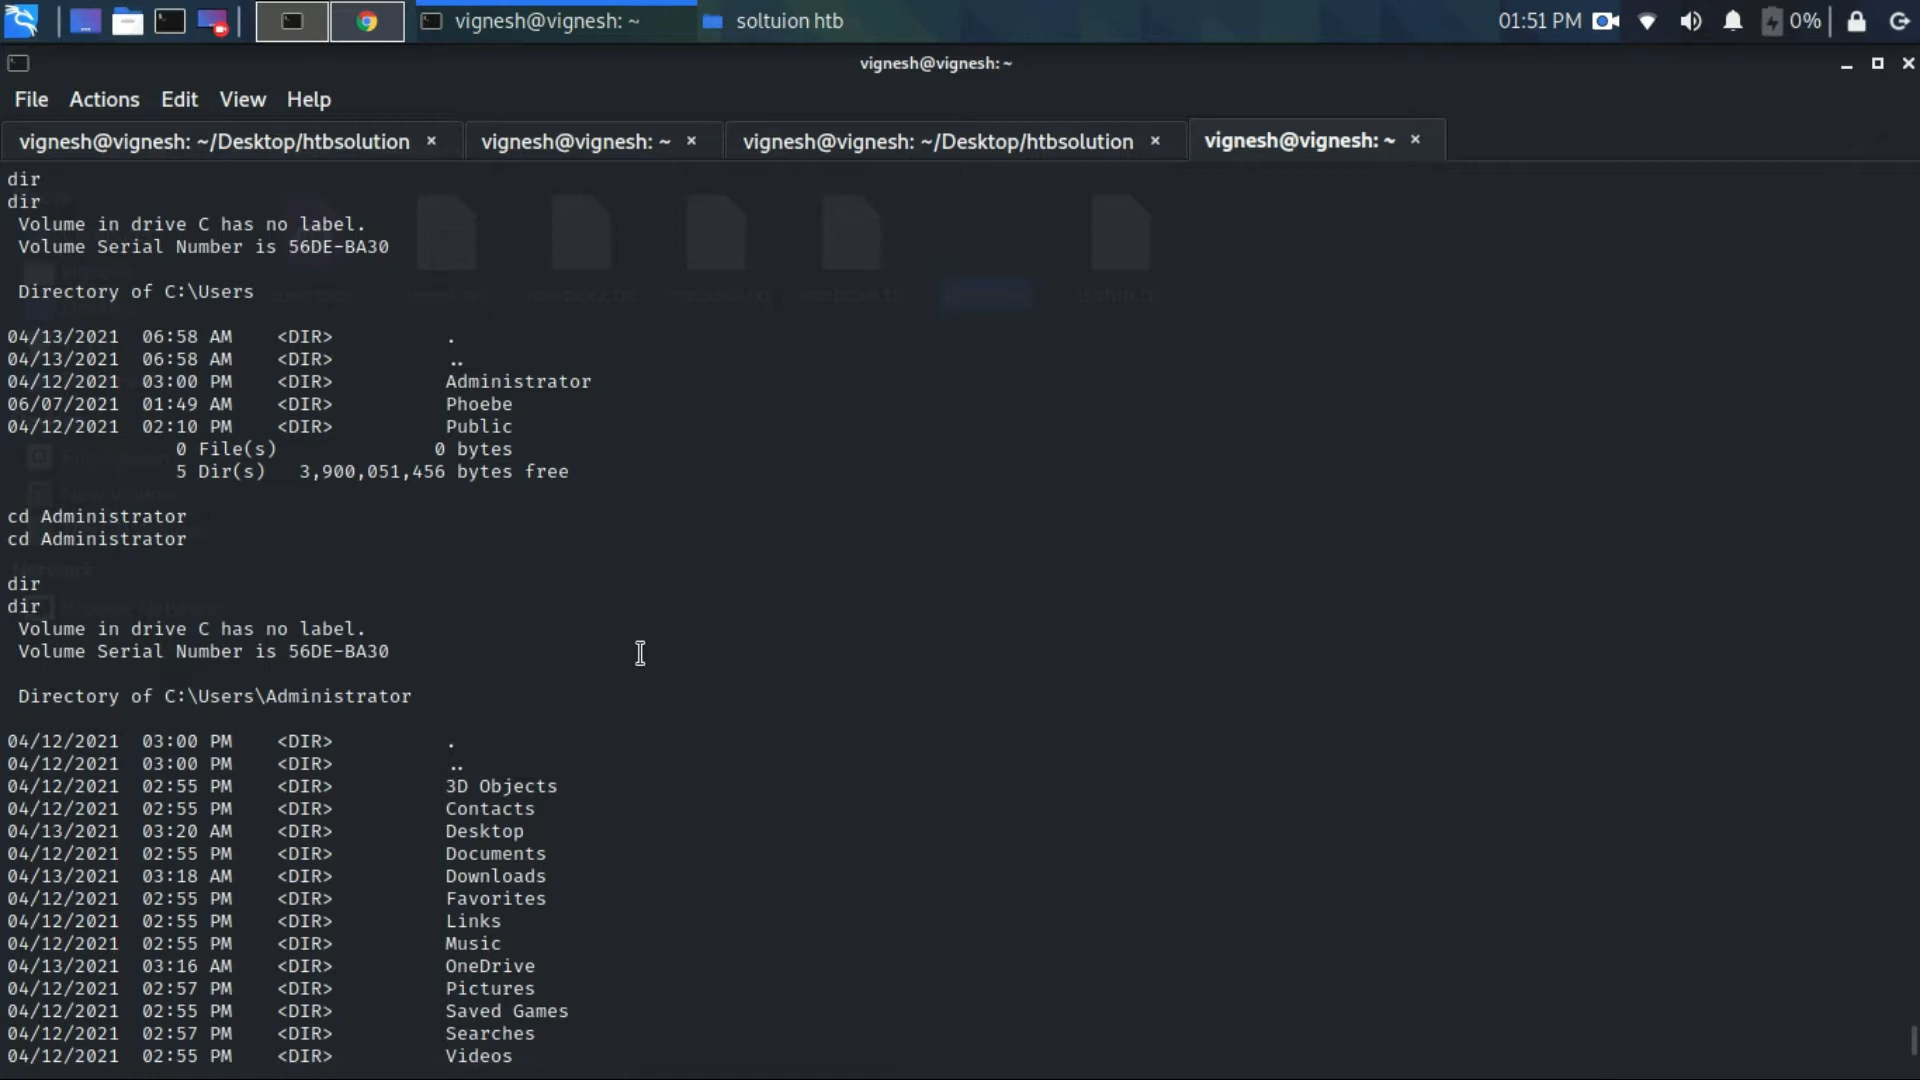 vignesh@vignesh: ~
soltuion htb
01:51 PM
0%
vignesh@vignesh: ~
File Actions Edit View Help
vignesh@vignesh: ~/Desktop/htbsolution × vignesh@vignesh: ~ × vignesh@vignesh: ~/Desktop/htbsolution × vignesh@vignesh: ~ ×
dir
dir
Volume in drive C has no label.
Volume Serial Number is 56DE-BA30
Directory of C:\Users
04/13/2021 06:58 AM <DIR> .
04/13/2021 06:58 AM <DIR> ..
04/12/2021 03:00 PM <DIR> Administrator
06/07/2021 01:49 AM <DIR> Phoebe
04/12/2021 02:10 PM <DIR> Public
0 File(s) 0 bytes
5 Dir(s) 3,900,051,456 bytes free
cd Administrator
cd Administrator
dir
dir
Volume in drive C has no label.
Volume Serial Number is 56DE-BA30
Directory of C:\Users\Administrator
04/12/2021 03:00 PM <DIR> .
04/12/2021 03:00 PM <DIR> ..
04/12/2021 02:55 PM <DIR> 3D Objects
04/12/2021 02:55 PM <DIR> Contacts
04/13/2021 03:20 AM <DIR> Desktop
04/12/2021 02:55 PM <DIR> Documents
04/13/2021 03:18 AM <DIR> Downloads
04/12/2021 02:55 PM <DIR> Favorites
04/12/2021 02:55 PM <DIR> Links
04/12/2021 02:55 PM <DIR> Music
04/13/2021 03:16 AM <DIR> OneDrive
04/12/2021 02:57 PM <DIR> Pictures
04/12/2021 02:55 PM <DIR> Saved Games
04/12/2021 02:57 PM <DIR> Searches
04/12/2021 02:55 PM <DIR> Videos